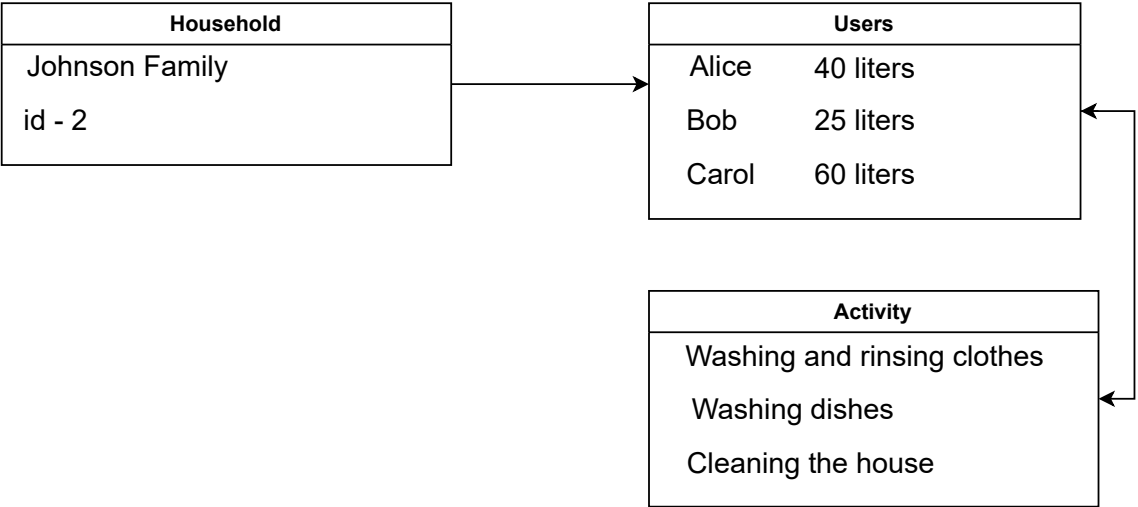 Household
Johnson Family
id - 2
Users
Alice 40 liters
Bob 25 liters
Carol 60 liters
Activity
Washing and rinsing clothes
Washing dishes
Cleaning the house